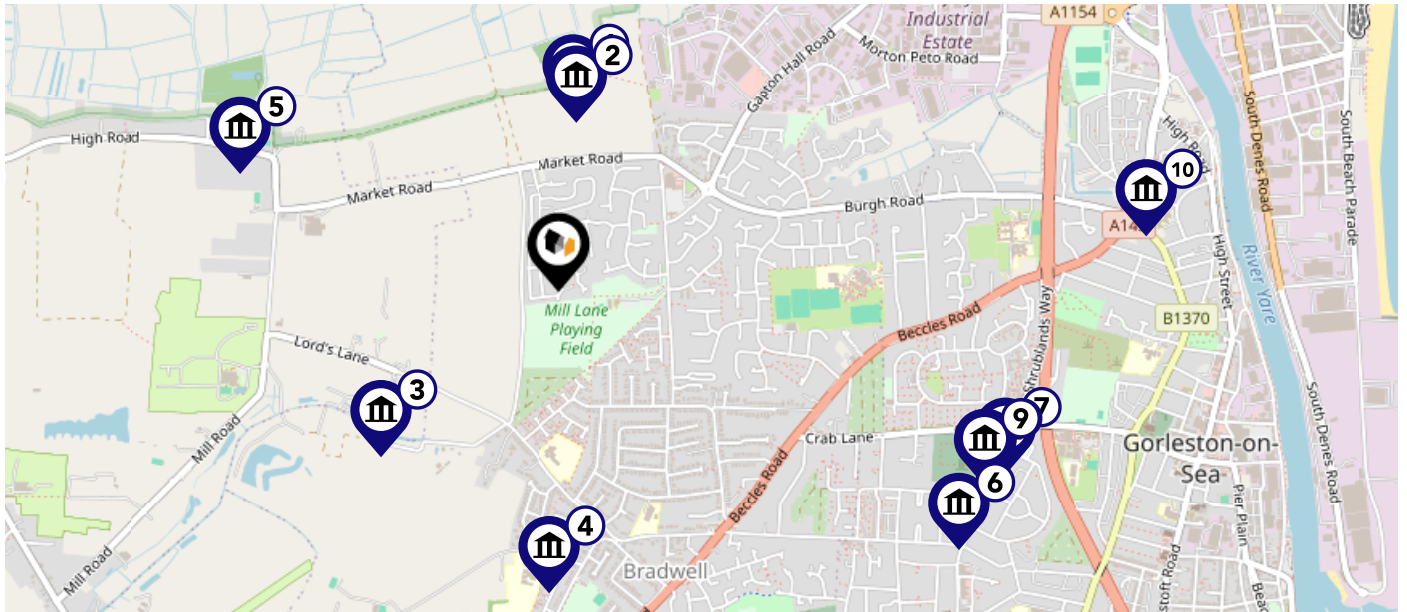 Industrial
Estate
A1154
Morton Peto Road
Gapton Hall Road
2
5
High Road
Market Road
Market Road
High Road
South Denes Road
South Beach Parade
10
Burgh Road
High Street
River Yare
Mill Lane
Playing
Field
Beccles Road
Shrublands Way
B1370
Lord's Lane
3
7
9
Crab Lane
Gorleston-on-
Sea
South Denes Road
Mill Road
6
Beccles Road
Pier Plain
4
Mill Road
Bradwell